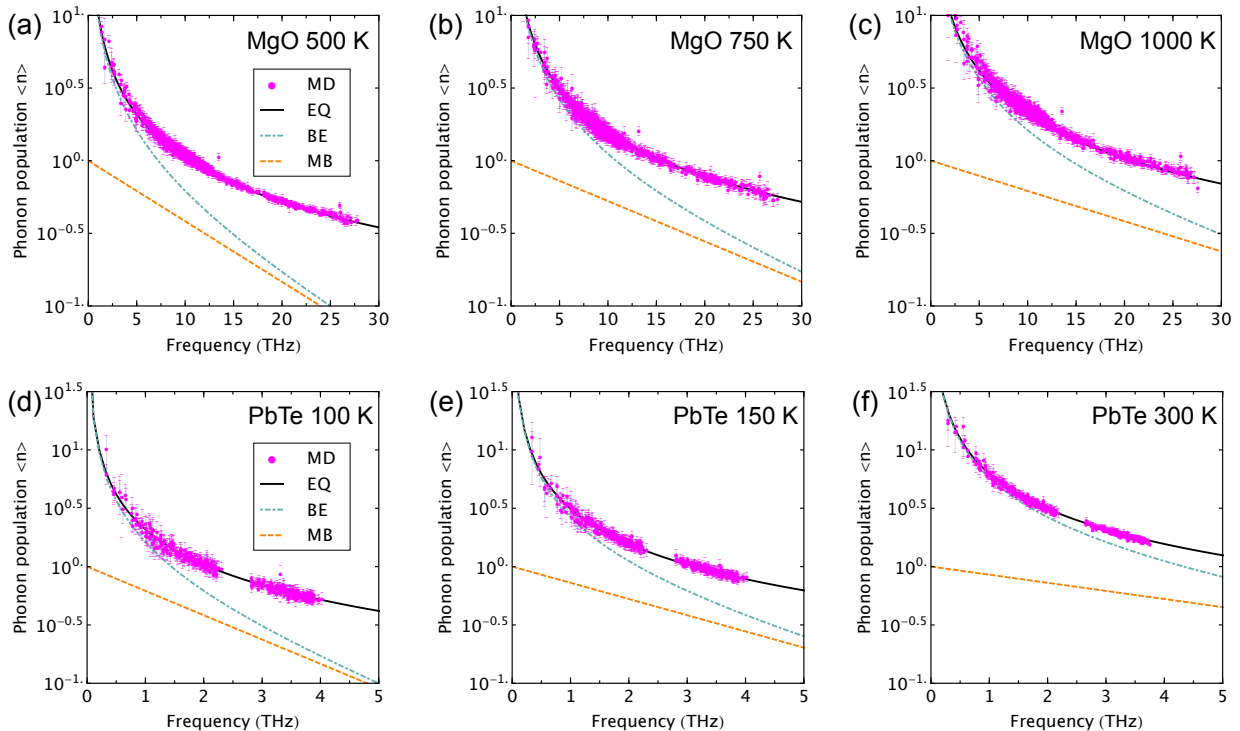 (a)
MgO 500 K
Phonon population <n>
10^1.
10^0.5
10^0.
10^-0.5
10^-1.
MD
EQ
BE
MB
0 5 10 15 20 25 30
Frequency (THz)
(b)
MgO 750 K
Phonon population <n>
10^1.
10^0.5
10^0.
10^-0.5
10^-1.
0 5 10 15 20 25 30
Frequency (THz)
(c)
MgO 1000 K
Phonon population <n>
10^1.
10^0.5
10^0.
10^-0.5
10^-1.
0 5 10 15 20 25 30
Frequency (THz)
(d)
PbTe 100 K
Phonon population <n>
10^1.5
10^1.
10^0.5
10^0.
10^-0.5
10^-1.
MD
EQ
BE
MB
0 1 2 3 4 5
Frequency (THz)
(e)
PbTe 150 K
Phonon population <n>
10^1.5
10^1.
10^0.5
10^0.
10^-0.5
10^-1.
0 1 2 3 4 5
Frequency (THz)
(f)
PbTe 300 K
Phonon population <n>
10^1.5
10^1.
10^0.5
10^0.
10^-0.5
10^-1.
0 1 2 3 4 5
Frequency (THz)